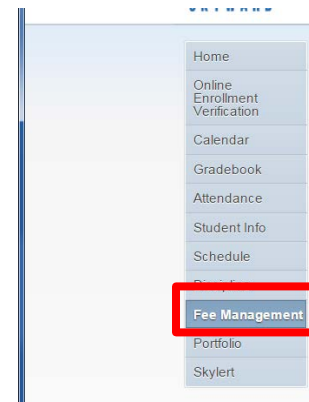 Home
Online
Enrollment
Verification
Calendar
Gradebook
Attendance
Student Info
Schedule
Fee Management
Portfolio
Skylert